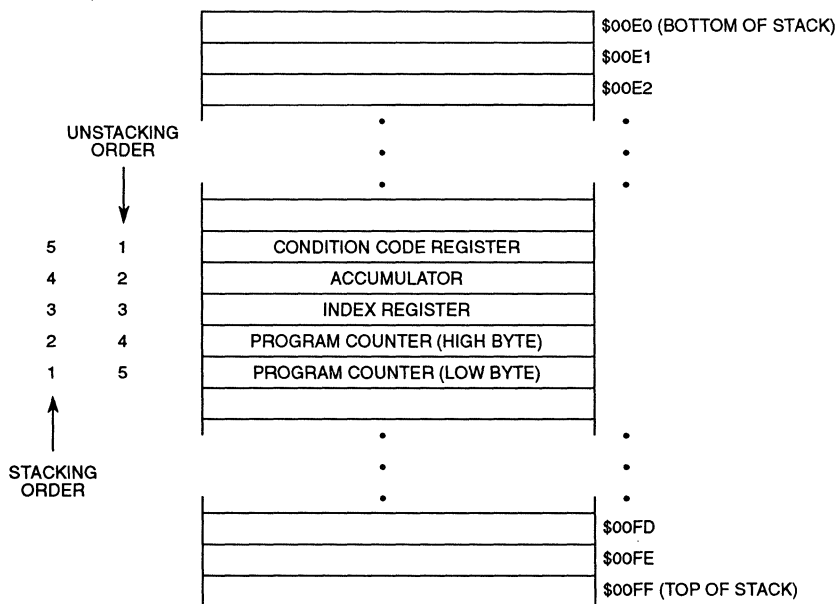 $00E0 (BOTTOM OF STACK)
$00E1
$00E2
UNSTACKING
ORDER
5 1 CONDITION CODE REGISTER
4 2 ACCUMULATOR
3 3 INDEX REGISTER
2 4 PROGRAM COUNTER (HIGH BYTE)
1 5 PROGRAM COUNTER (LOW BYTE)
STACKING
ORDER
$00FD
$00FE
$00FF (TOP OF STACK)